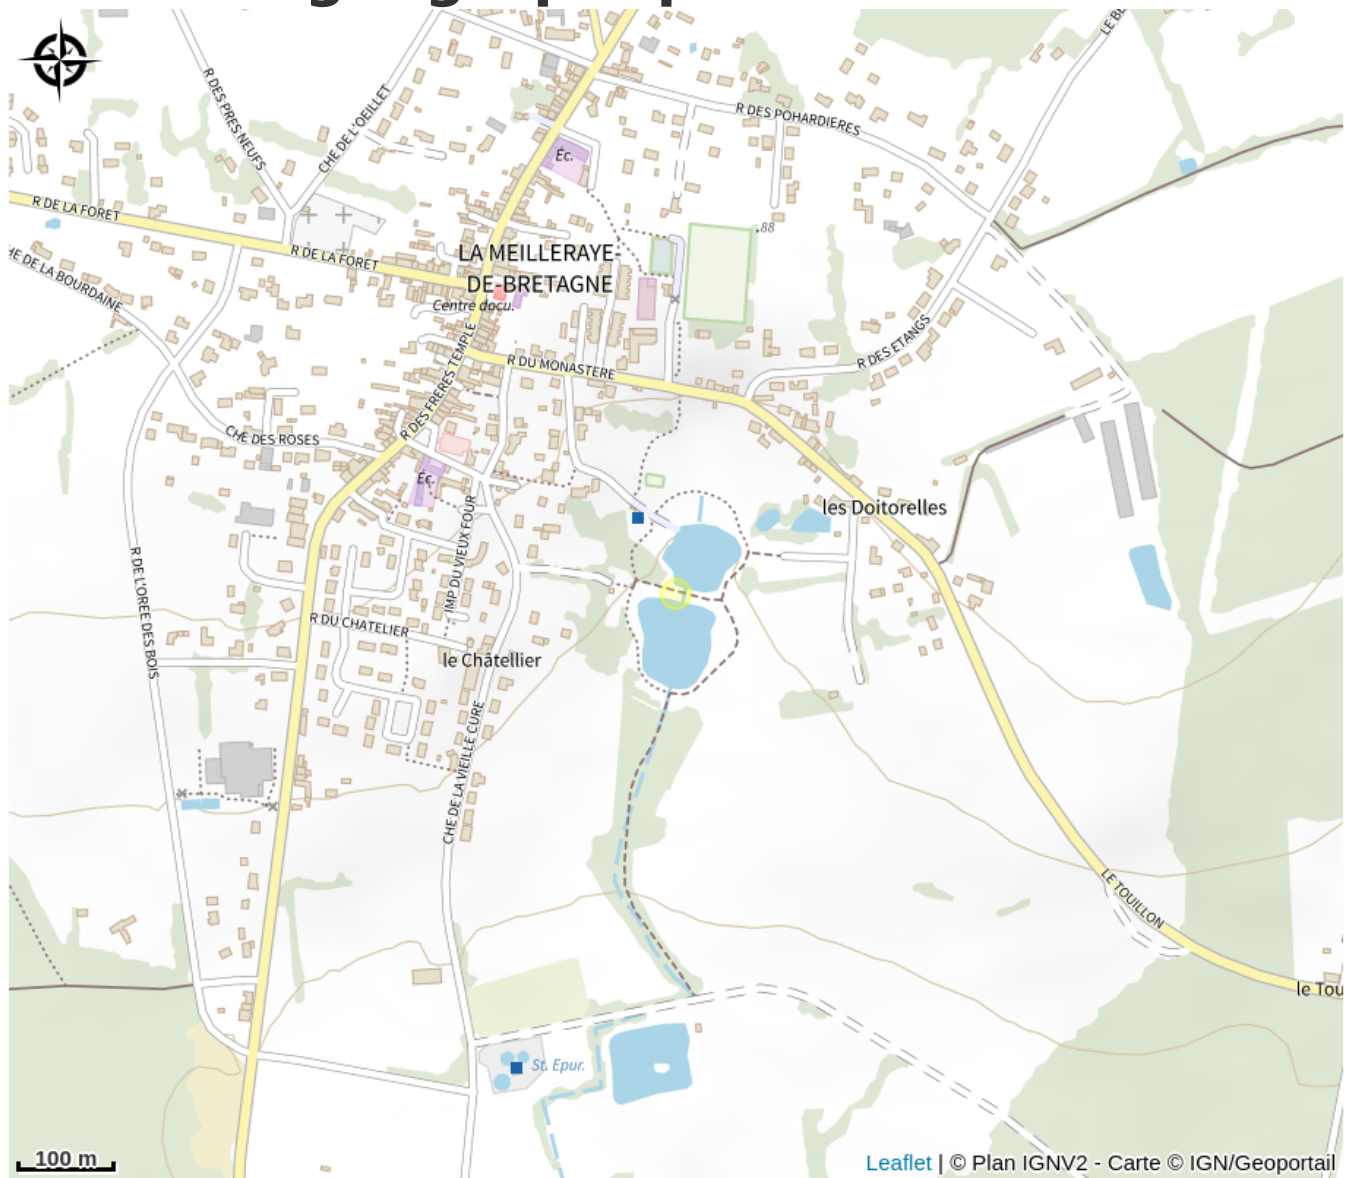 LE BE
R DES PRES NEUFS
CHE DE L'OEILLET
R DES POHARDIERES
Éc.
R DE LA FORET
88
R DE LA FORET
LA MEILLERAYE-
DE-BRETAGNE
HE DE LA BOURDAINE
Centre docu.
R DES ETANGS
R DU MONASTERE
R DES FRERES TEMPLE
CHE DES ROSES
Éc.
les Doitorelles
IMP DU VIEUX FOUR
R DE L'OREE DES BOIS
R DU CHATELIER
le Châtellier
CHE DE LA VIEILLE CURE
LE TOUILLON
le Tou
St. Epur.
100 m
Leaflet | © Plan IGNV2 - Carte © IGN/Geoportail